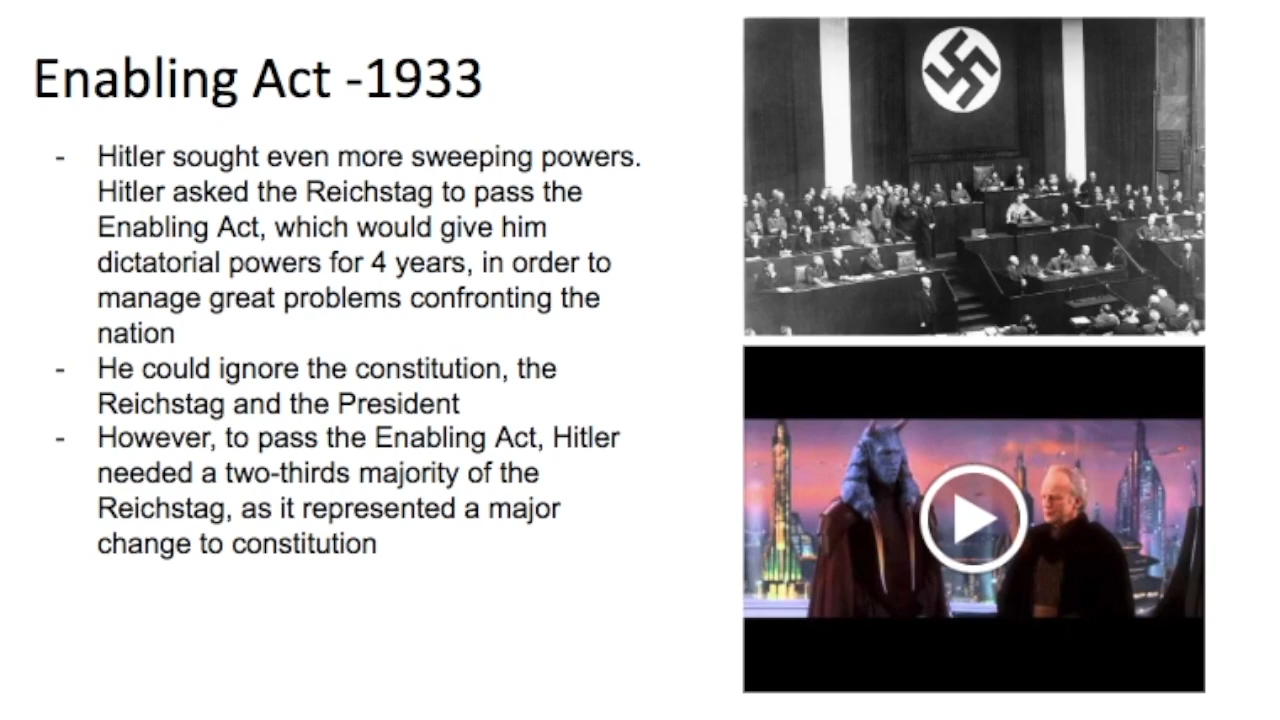 Enabling Act -1933
- Hitler sought even more sweeping powers.
Hitler asked the Reichstag to pass the
Enabling Act, which would give him
dictatorial powers for 4 years, in order to
manage great problems confronting the
nation
- He could ignore the constitution, the
Reichstag and the President
- However, to pass the Enabling Act, Hitler
needed a two-thirds majority of the
Reichstag, as it represented a major
change to constitution